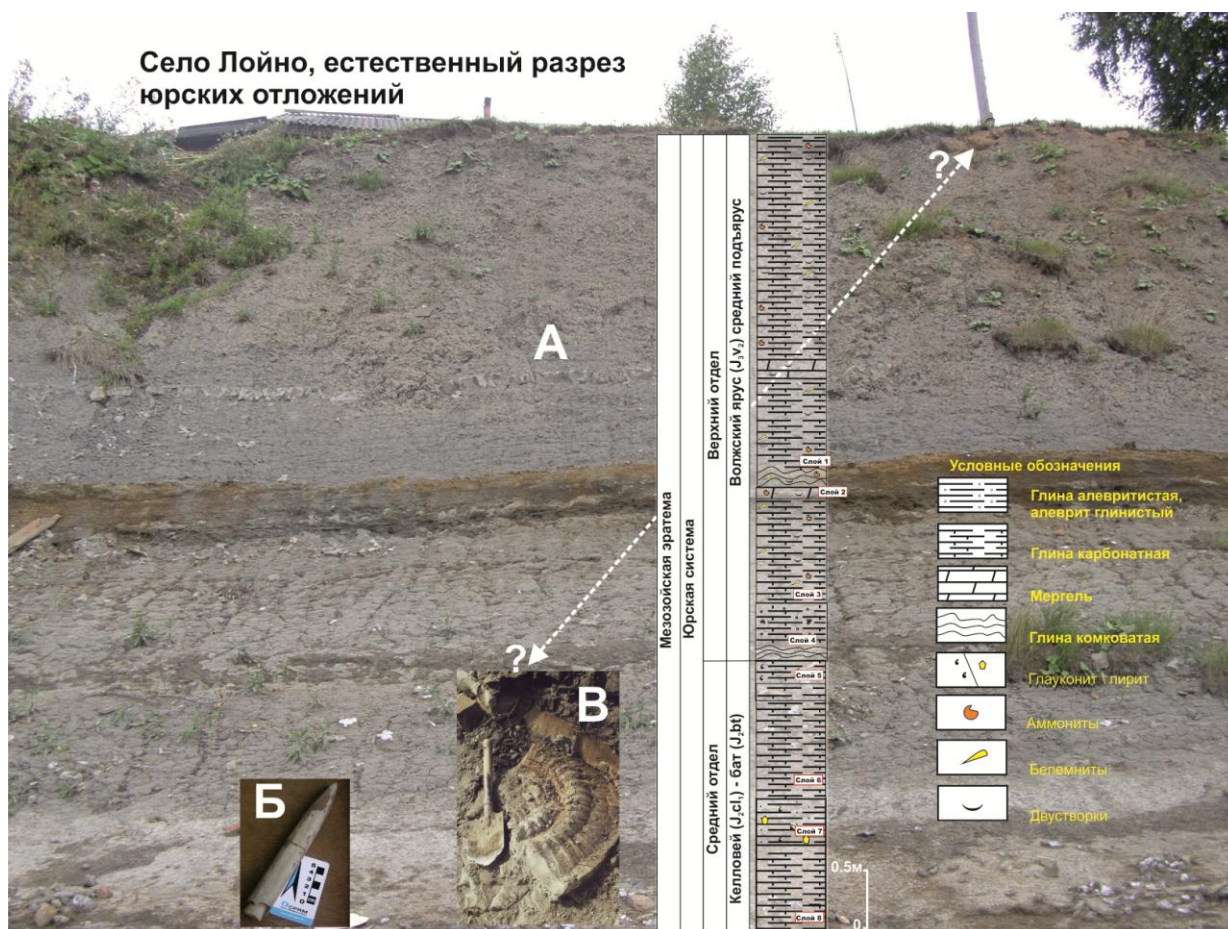 Село Лойно, естественный разрез
юрских отложений
?
А
Мезозойская эратема
Юрская система
Верхний отдел
Волжский ярус (J₃v₂) средний подъярус
Средний отдел
Келловей (J₂cl₁) - бат (J₂bt)
Слой 1
Слой 2
Слой 3
Слой 4
Слой 5
Слой 6
Слой 7
Слой 8
0.5м
0
Условные обозначения
Глина алевритистая,
алеврит глинистый
Глина карбонатная
Мергель
Глина комковатая
Глауконит \ пирит
Аммониты
Белемниты
Двустворки
?
В
Б